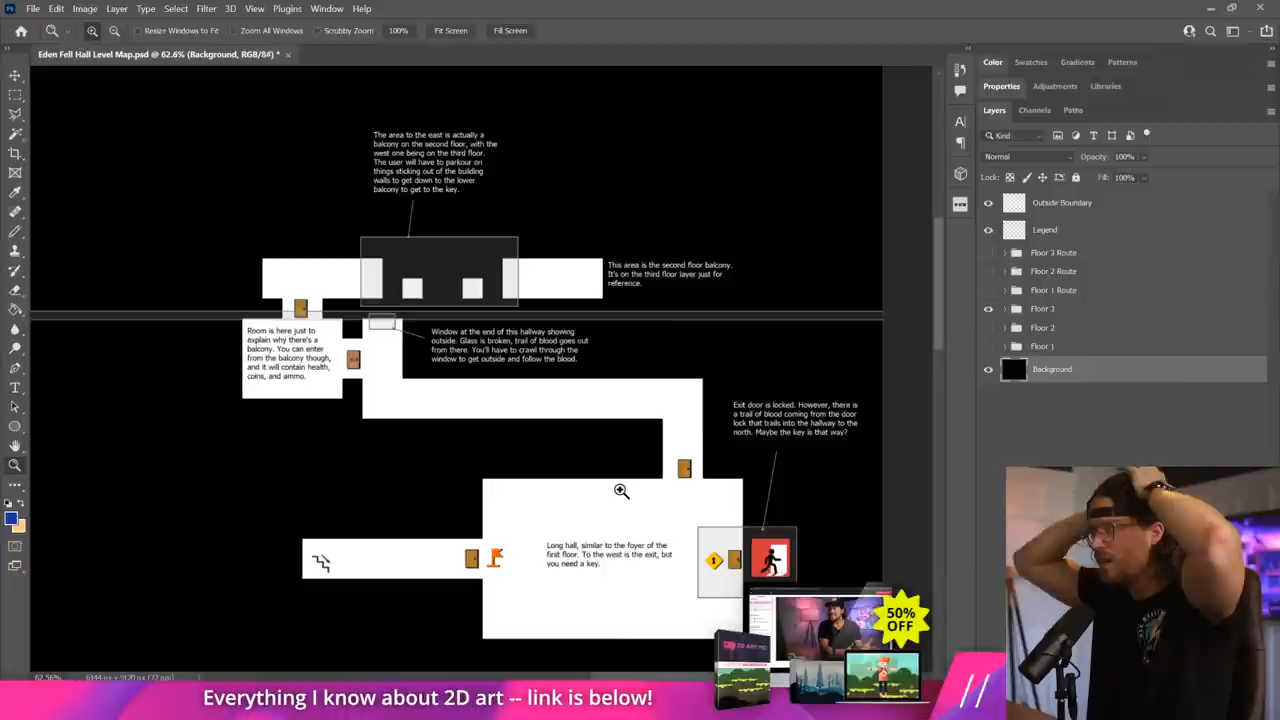 Ps File Edit Image Layer Type Select Filter 3D View Plugins Window Help
Resize Windows to Fit Zoom All Windows Scrubby Zoom 100% Fit Screen Fill Screen
Eden Fell Hall Level Map.psd @ 62.6% (Background, RGB/8#) *
Color Swatches Gradients Patterns
Properties Adjustments Libraries
Layers Channels Paths
Kind
Normal Opacity: 100%
Lock: Fill: 100%
Outside Boundary
Legend
Floor 3 Route
Floor 2 Route
Floor 1 Route
Floor 3
Floor 2
Floor 1
Background
The area to the east is actually a
balcony on the second floor, with the
west one being on the third floor.
The user will have to parkour on
things sticking out of the building
walls to get down to the lower
balcony to get to the key.
This area is the second floor balcony.
It's on the third floor layer just for
reference.
Room is here just to
explain why there's a
balcony. You can enter
from the balcony though,
and it will contain health,
coins, and ammo.
Window at the end of this hallway showing
outside. Glass is broken, trail of blood goes out
from there. You'll have to crawl through the
window to get outside and follow the blood.
Exit door is locked. However, there is
a trail of blood coming from the door
lock that trails into the hallway to the
north. Maybe the key is that way?
Long hall, similar to the foyer of the
first floor. To the west is the exit, but
you need a key.
50%
OFF
2D ART
62.56% 6144 px x 5120 px (72 ppi)
Everything I know about 2D art -- link is below!